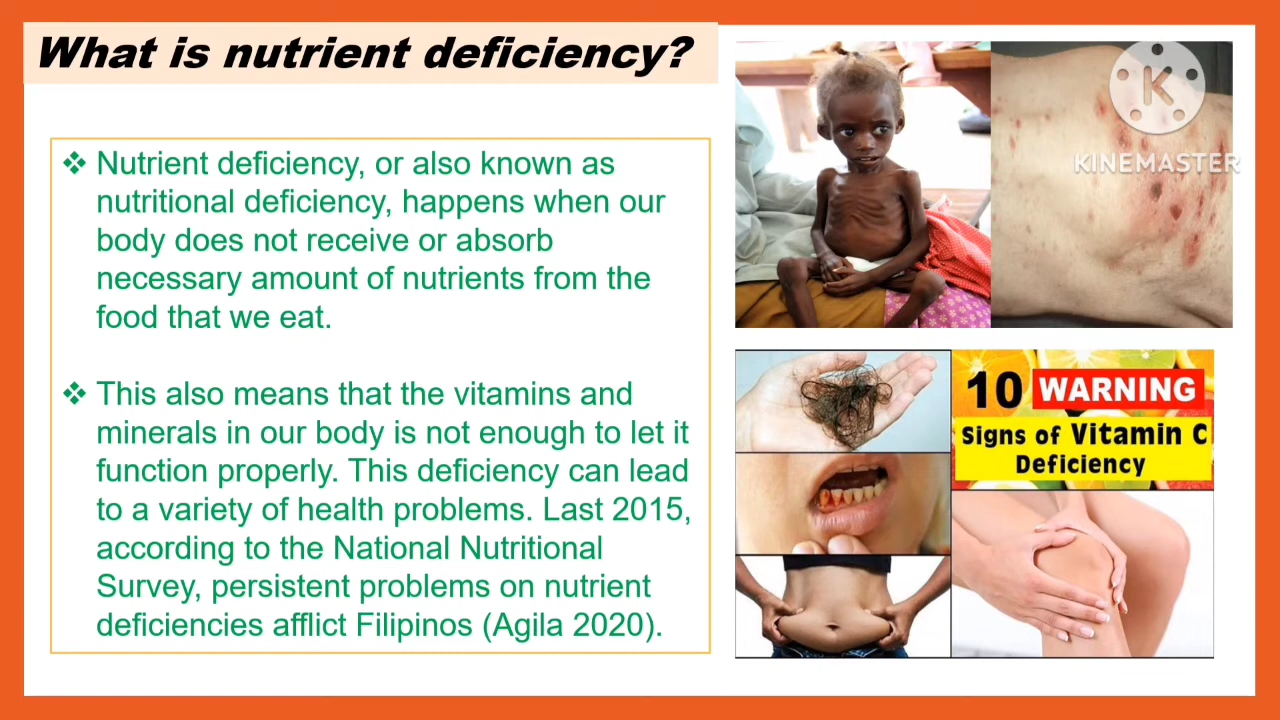 What is nutrient deficiency?
❖ Nutrient deficiency, or also known as
nutritional deficiency, happens when our
body does not receive or absorb
necessary amount of nutrients from the
food that we eat.
❖ This also means that the vitamins and
minerals in our body is not enough to let it
function properly. This deficiency can lead
to a variety of health problems. Last 2015,
according to the National Nutritional
Survey, persistent problems on nutrient
deficiencies afflict Filipinos (Agila 2020).
K
KINEMASTER
10 WARNING
Signs of Vitamin C
Deficiency